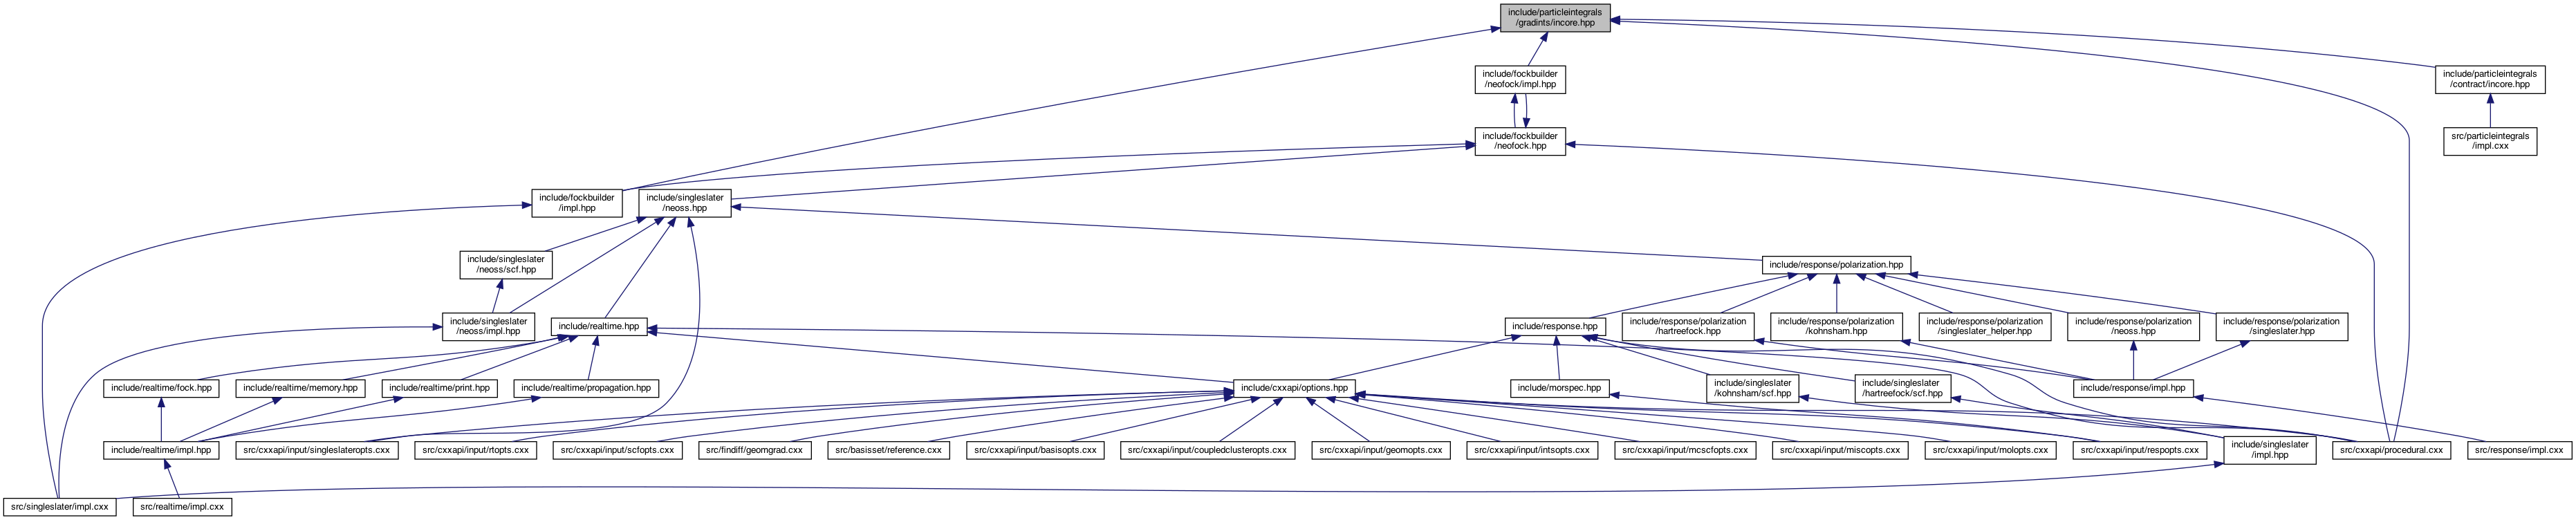 include/particleintegrals
/gradints/incore.hpp
include/fockbuilder
/neofock/impl.hpp
include/particleintegrals
/contract/incore.hpp
include/fockbuilder
/neofock.hpp
src/particleintegrals
/impl.cxx
include/fockbuilder
/impl.hpp
include/singleslater
/neoss.hpp
include/singleslater
/neoss/scf.hpp
include/response/polarization.hpp
include/singleslater
/neoss/impl.hpp
include/realtime.hpp
include/response.hpp
include/response/polarization
/hartreefock.hpp
include/response/polarization
/kohnsham.hpp
include/response/polarization
/singleslater_helper.hpp
include/response/polarization
/neoss.hpp
include/response/polarization
/singleslater.hpp
include/realtime/fock.hpp
include/realtime/memory.hpp
include/realtime/print.hpp
include/realtime/propagation.hpp
include/cxxapi/options.hpp
include/morspec.hpp
include/singleslater
/kohnsham/scf.hpp
include/singleslater
/hartreefock/scf.hpp
include/response/impl.hpp
include/realtime/impl.hpp
src/cxxapi/input/singleslateropts.cxx
src/cxxapi/input/rtopts.cxx
src/cxxapi/input/scfopts.cxx
src/findiff/geomgrad.cxx
src/basisset/reference.cxx
src/cxxapi/input/basisopts.cxx
src/cxxapi/input/coupledclusteropts.cxx
src/cxxapi/input/geomopts.cxx
src/cxxapi/input/intsopts.cxx
src/cxxapi/input/mcscfopts.cxx
src/cxxapi/input/miscopts.cxx
src/cxxapi/input/molopts.cxx
src/cxxapi/input/respopts.cxx
include/singleslater
/impl.hpp
src/cxxapi/procedural.cxx
src/response/impl.cxx
src/singleslater/impl.cxx
src/realtime/impl.cxx